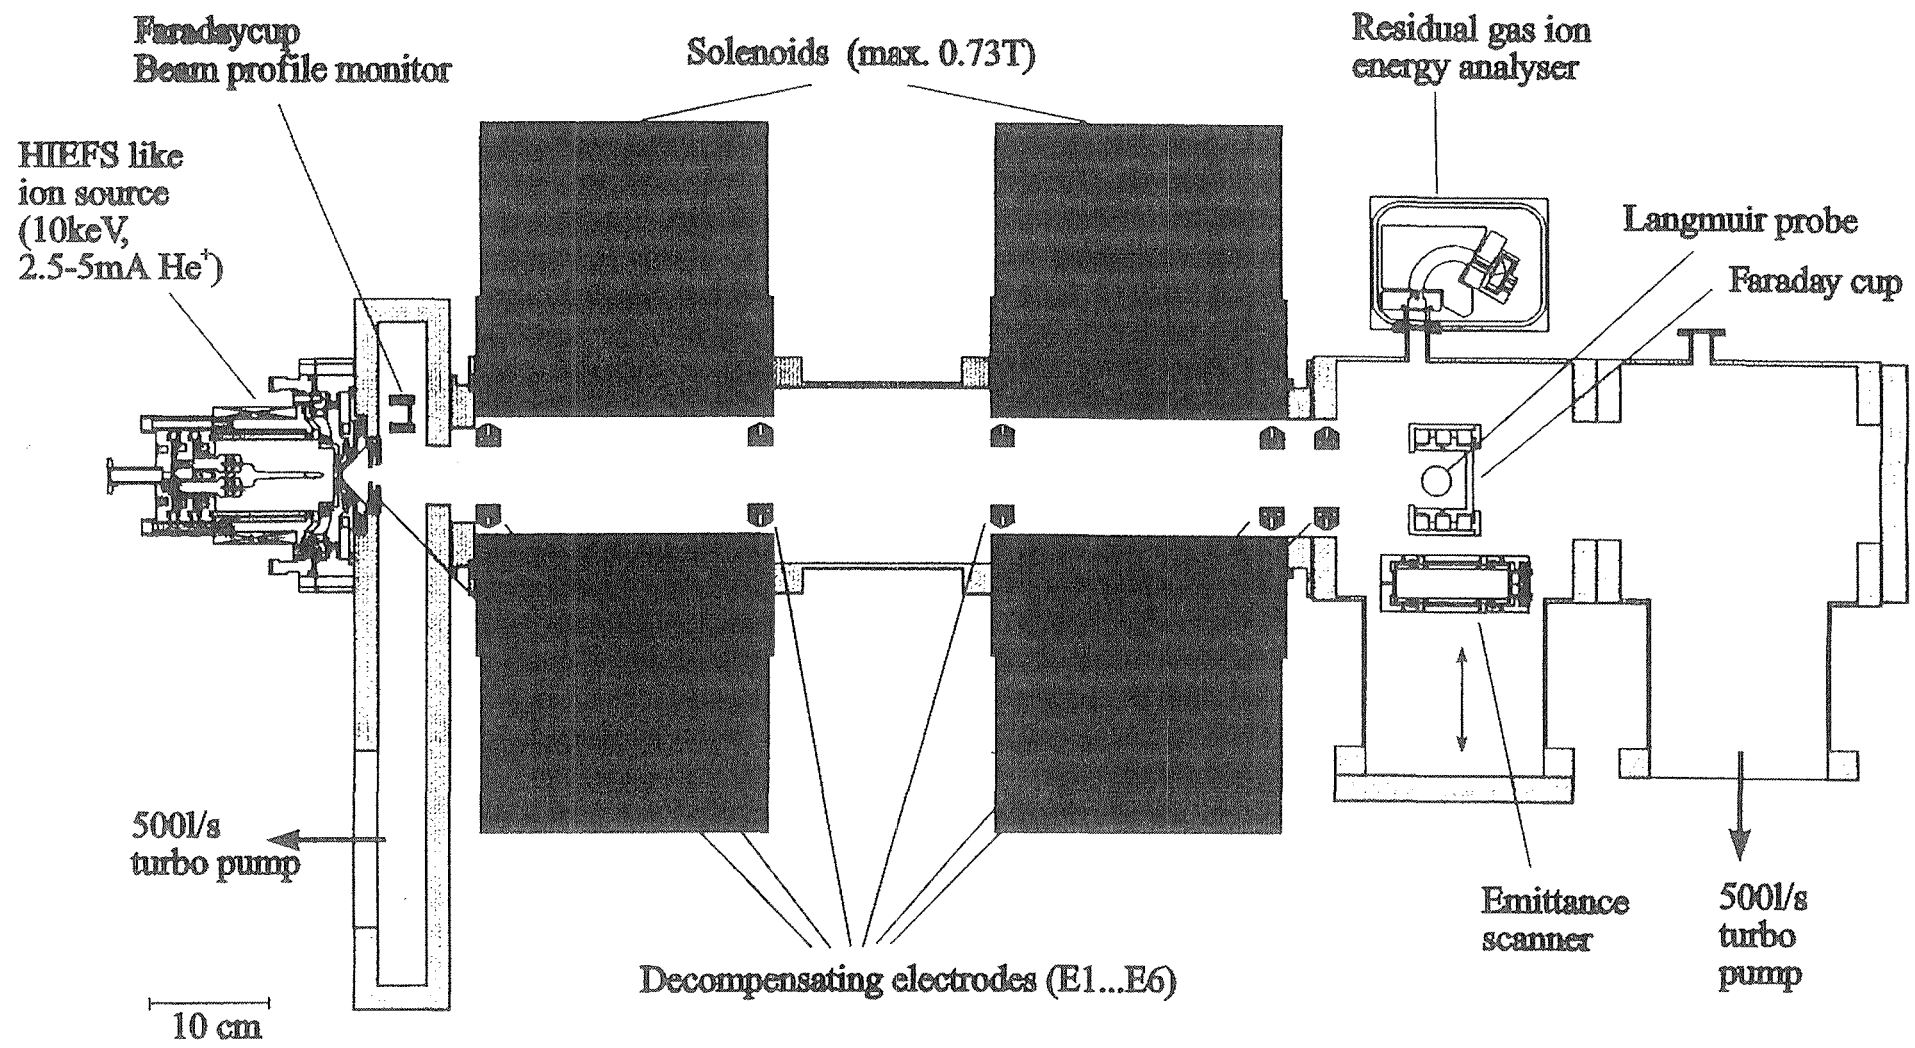 Faradaycup
Beam profile monitor
Solenoids (max. 0.73T)
Residual gas ion
energy analyser
HIEFS like
ion source
(10keV,
2.5-5mA He⁺)
Langmuir probe
Faraday cup
500l/s
turbo pump
Emittance
scanner
500l/s
turbo
pump
Decompensating electrodes (E1...E6)
10 cm